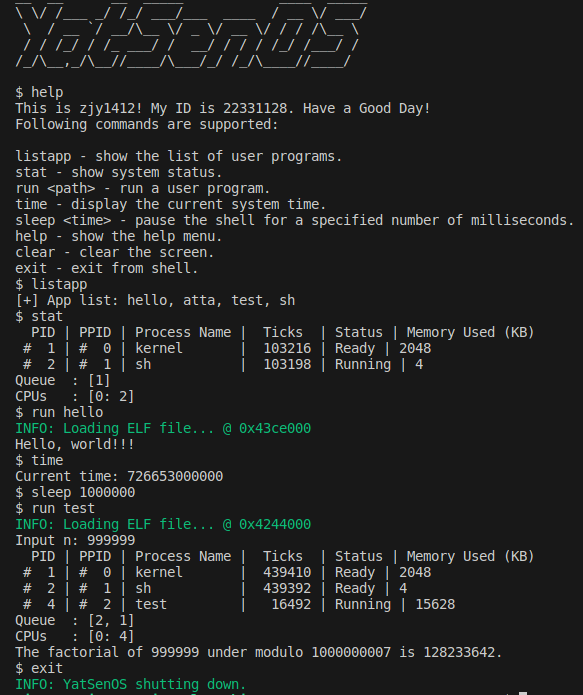 $ help
This is zjy1412! My ID is 22331128. Have a Good Day!
Following commands are supported:
listapp - show the list of user programs.
stat - show system status.
run <path> - run a user program.
time - display the current system time.
sleep <time> - pause the shell for a specified number of milliseconds.
help - show the help menu.
clear - clear the screen.
exit - exit from shell.
$ listapp
[+] App list: hello, atta, test, sh
$ stat
  PID | PPID | Process Name |  Ticks  | Status | Memory Used (KB)
 #  1 | #  0 | kernel       |  103216 | Ready | 2048
 #  2 | #  1 | sh           |  103198 | Running | 4
Queue  : [1]
CPUs   : [0: 2]
$ run hello
INFO: Loading ELF file... @ 0x43ce000
Hello, world!!!
$ time
Current time: 726653000000
$ sleep 1000000
$ run test
INFO: Loading ELF file... @ 0x4244000
Input n: 999999
  PID | PPID | Process Name |  Ticks  | Status | Memory Used (KB)
 #  1 | #  0 | kernel       |  439410 | Ready | 2048
 #  2 | #  1 | sh           |  439392 | Ready | 4
 #  4 | #  2 | test         |   16492 | Running | 15628
Queue  : [2, 1]
CPUs   : [0: 4]
The factorial of 999999 under modulo 1000000007 is 128233642.
$ exit
INFO: YatSenOS shutting down.